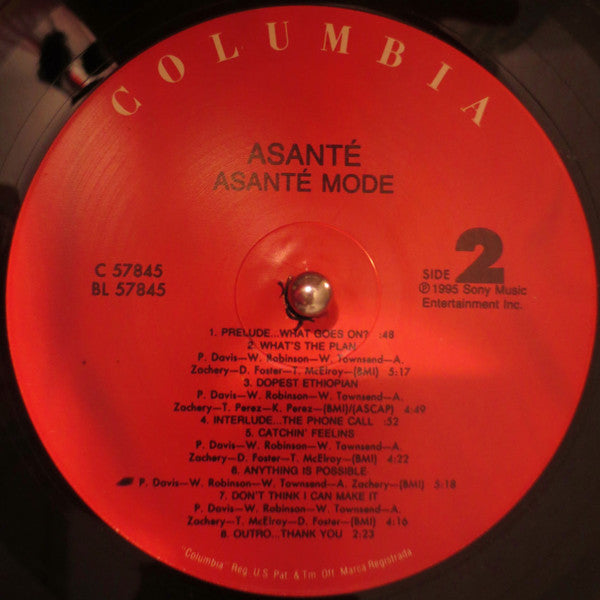 COLUMBIA
ASANTÉ
ASANTÉ MODE
C 57845
BL 57845
SIDE 2
℗ 1995 Sony Music
Entertainment Inc.
1. PRELUDE...WHAT GOES ON? :48
2. WHAT'S THE PLAN
P. Davis—W. Robinson—W. Townsend—A.
Zachery—D. Foster—T. McElroy—(BMI) 5:17
3. DOPEST ETHIOPIAN
P. Davis—W. Robinson—W. Townsend—A.
Zachery—T. Perez—K. Perez—(BMI)/(ASCAP) 4:49
4. INTERLUDE...THE PHONE CALL :52
5. CATCHIN' FEELINS
P. Davis—W. Robinson—W. Townsend—A.
Zachery—D. Foster—T. McElroy—(BMI) 4:22
6. ANYTHING IS POSSIBLE
P. Davis—W. Robinson—W. Townsend—A. Zachery—(BMI) 5:18
7. DON'T THINK I CAN MAKE IT
P. Davis—W. Robinson—W. Townsend—A.
Zachery—T. McElroy—D. Foster—(BMI) 4:16
8. OUTRO...THANK YOU 2:23
"Columbia" Reg. U.S. Pat. & Tm. Off. Marca Registrada